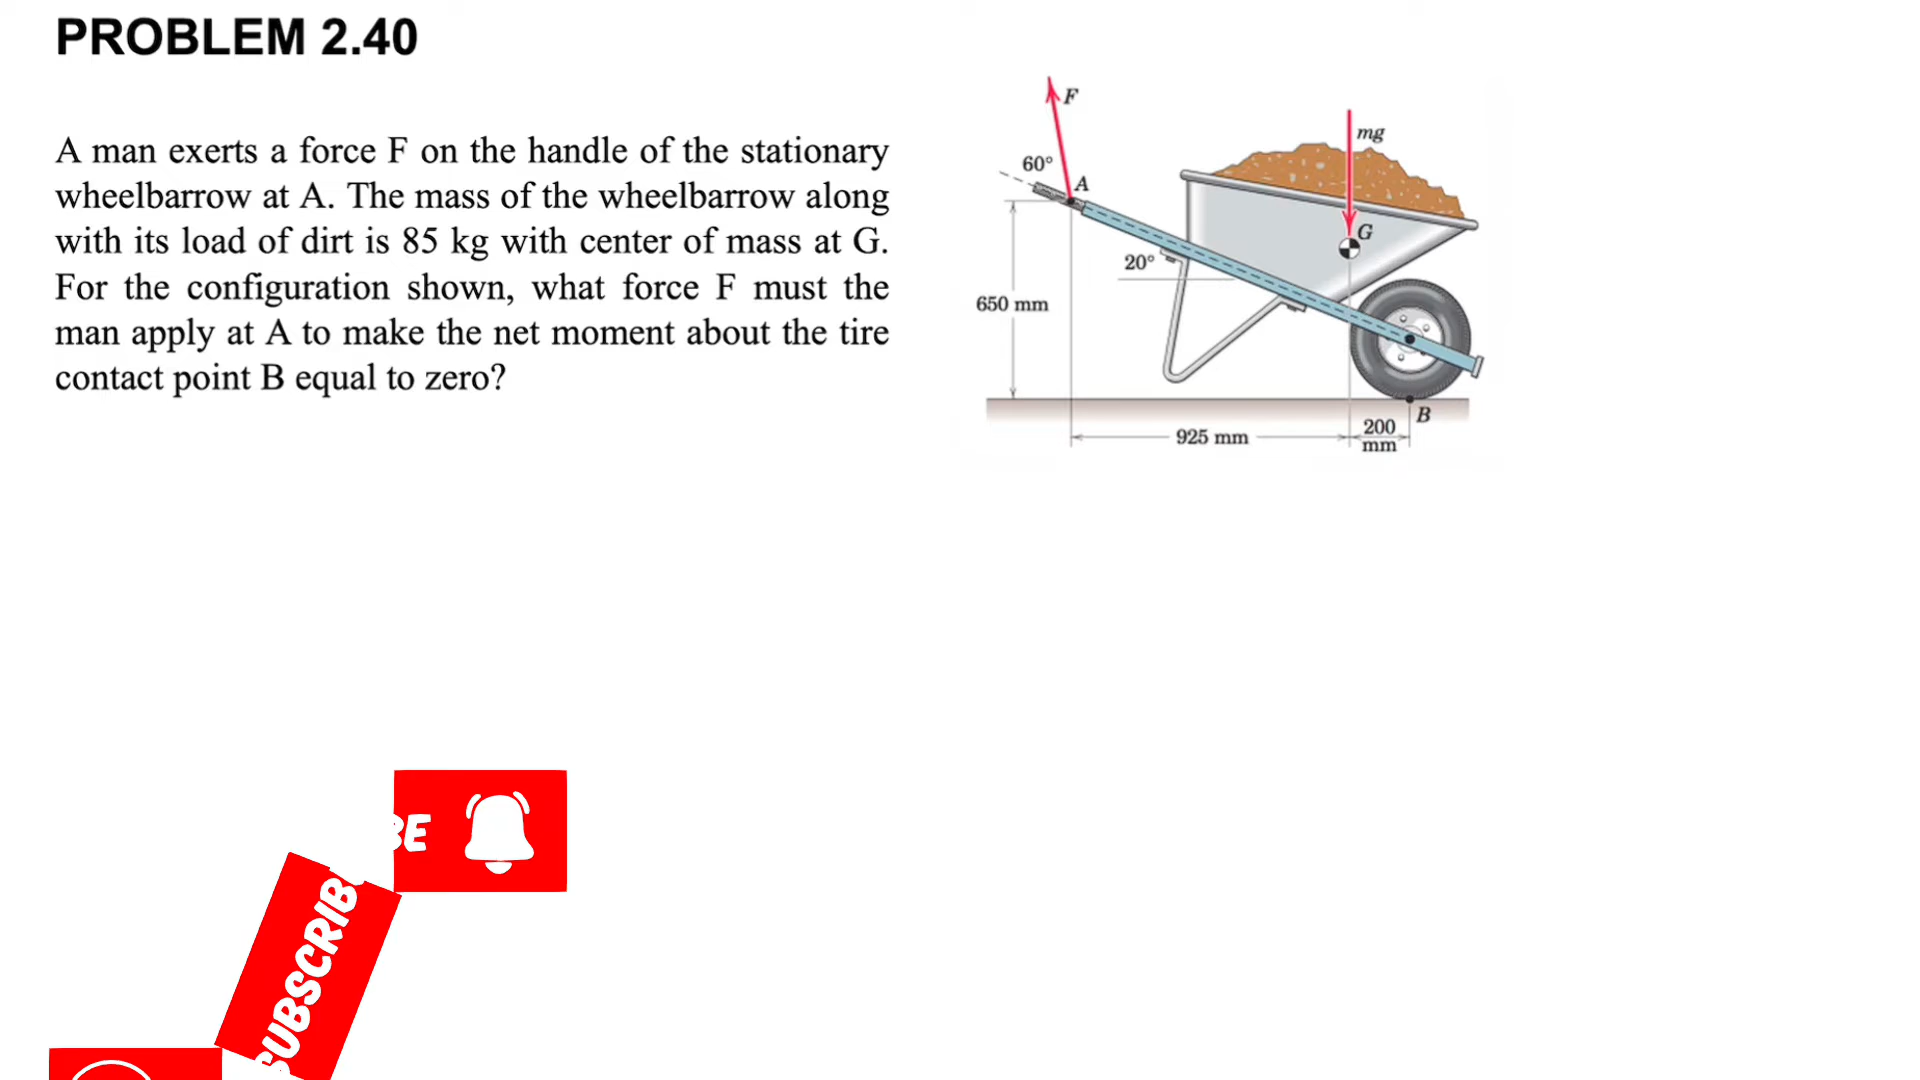 PROBLEM 2.40
A man exerts a force F on the handle of the stationary
wheelbarrow at A. The mass of the wheelbarrow along
with its load of dirt is 85 kg with center of mass at G.
For the configuration shown, what force F must the
man apply at A to make the net moment about the tire
contact point B equal to zero?
F
mg
60°
A
G
20°
650 mm
B
925 mm
200
mm
BE
SUBSCRIB